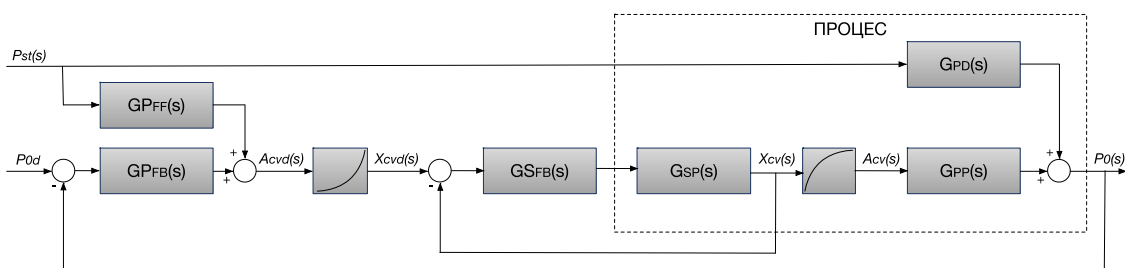 ПРОЦЕС
Pst(s)
GPD(s)
GPFF(s)
+
+
P0d
GPFB(s)
+
Acvd(s)
Xcvd(s)
GSFB(s)
GSP(s)
Xcv(s)
Acv(s)
GPP(s)
+
P0(s)
-
-